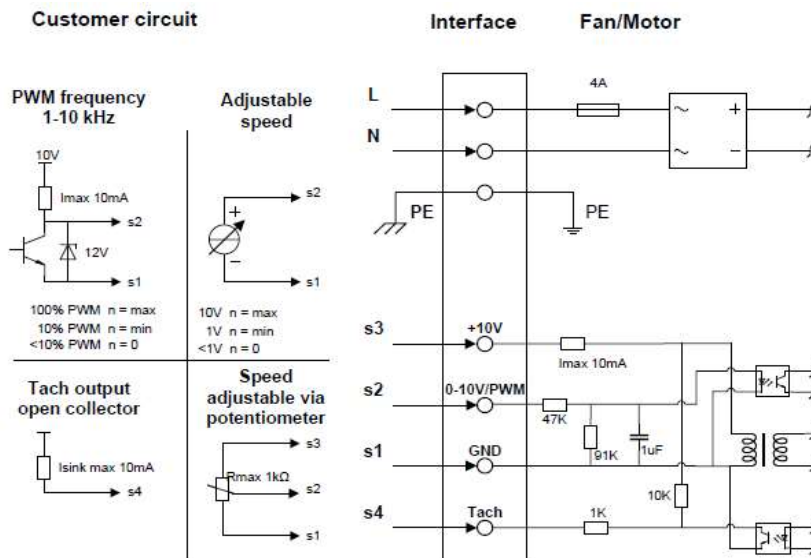 Customer circuit
Interface
Fan/Motor
PWM frequency
1-10 kHz
10V
Imax 10mA
s2
12V
s1
100% PWM n = max
10% PWM n = min
<10% PWM n = 0
Adjustable
speed
s2
+
−
s1
10V n = max
1V n = min
<1V n = 0
Tach output
open collector
Isink max 10mA
s4
Speed
adjustable via
potentiometer
s3
Rmax 1kΩ
s2
s1
L
4A
~ +
N
~ −
PE
PE
s3
+10V
Imax 10mA
s2
0-10V/PWM
47K
91K
1uF
s1
GND
10K
s4
Tach
1K